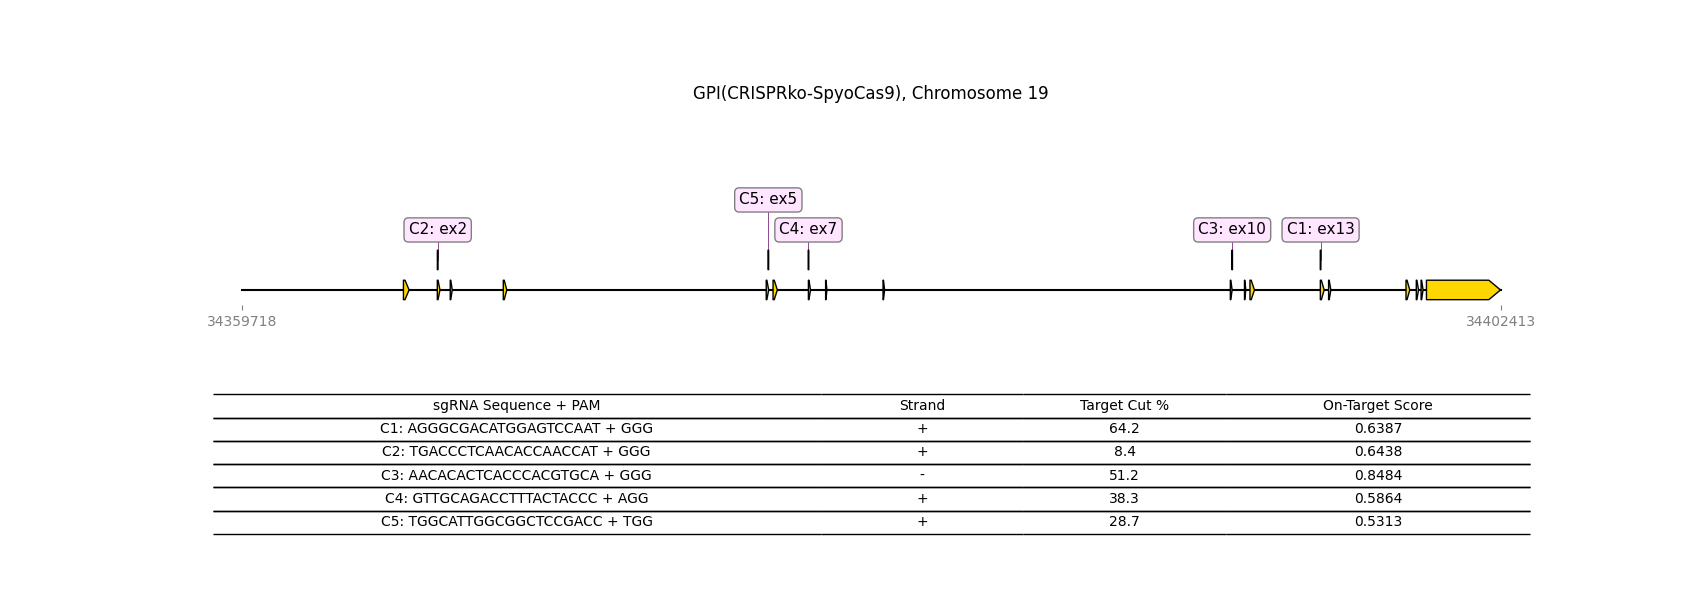 GPI(CRISPRko-SpyoCas9), Chromosome 19
C5: ex5
C2: ex2
C4: ex7
C3: ex10
C1: ex13
34359718
34402413
sgRNA Sequence + PAM Strand Target Cut % On-Target Score
C1: AGGGCGACATGGAGTCCAAT + GGG + 64.2 0.6387
C2: TGACCCTCAACACCAACCAT + GGG + 8.4 0.6438
C3: AACACACTCACCCACGTGCA + GGG - 51.2 0.8484
C4: GTTGCAGACCTTTACTACCC + AGG + 38.3 0.5864
C5: TGGCATTGGCGGCTCCGACC + TGG + 28.7 0.5313